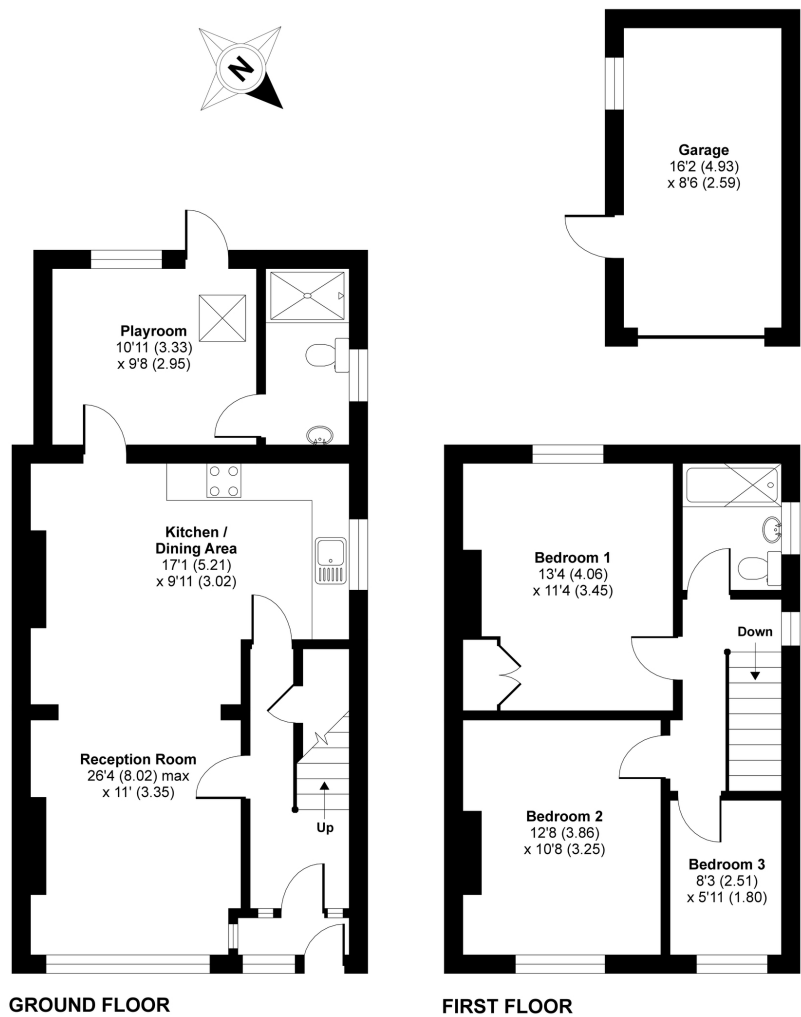 N
Garage
16'2 (4.93)
x 8'6 (2.59)
Playroom
10'11 (3.33)
x 9'8 (2.95)
Kitchen /
Dining Area
17'1 (5.21)
x 9'11 (3.02)
Reception Room
26'4 (8.02) max
x 11' (3.35)
Up
Bedroom 1
13'4 (4.06)
x 11'4 (3.45)
Down
Bedroom 2
12'8 (3.86)
x 10'8 (3.25)
Bedroom 3
8'3 (2.51)
x 5'11 (1.80)
GROUND FLOOR
FIRST FLOOR